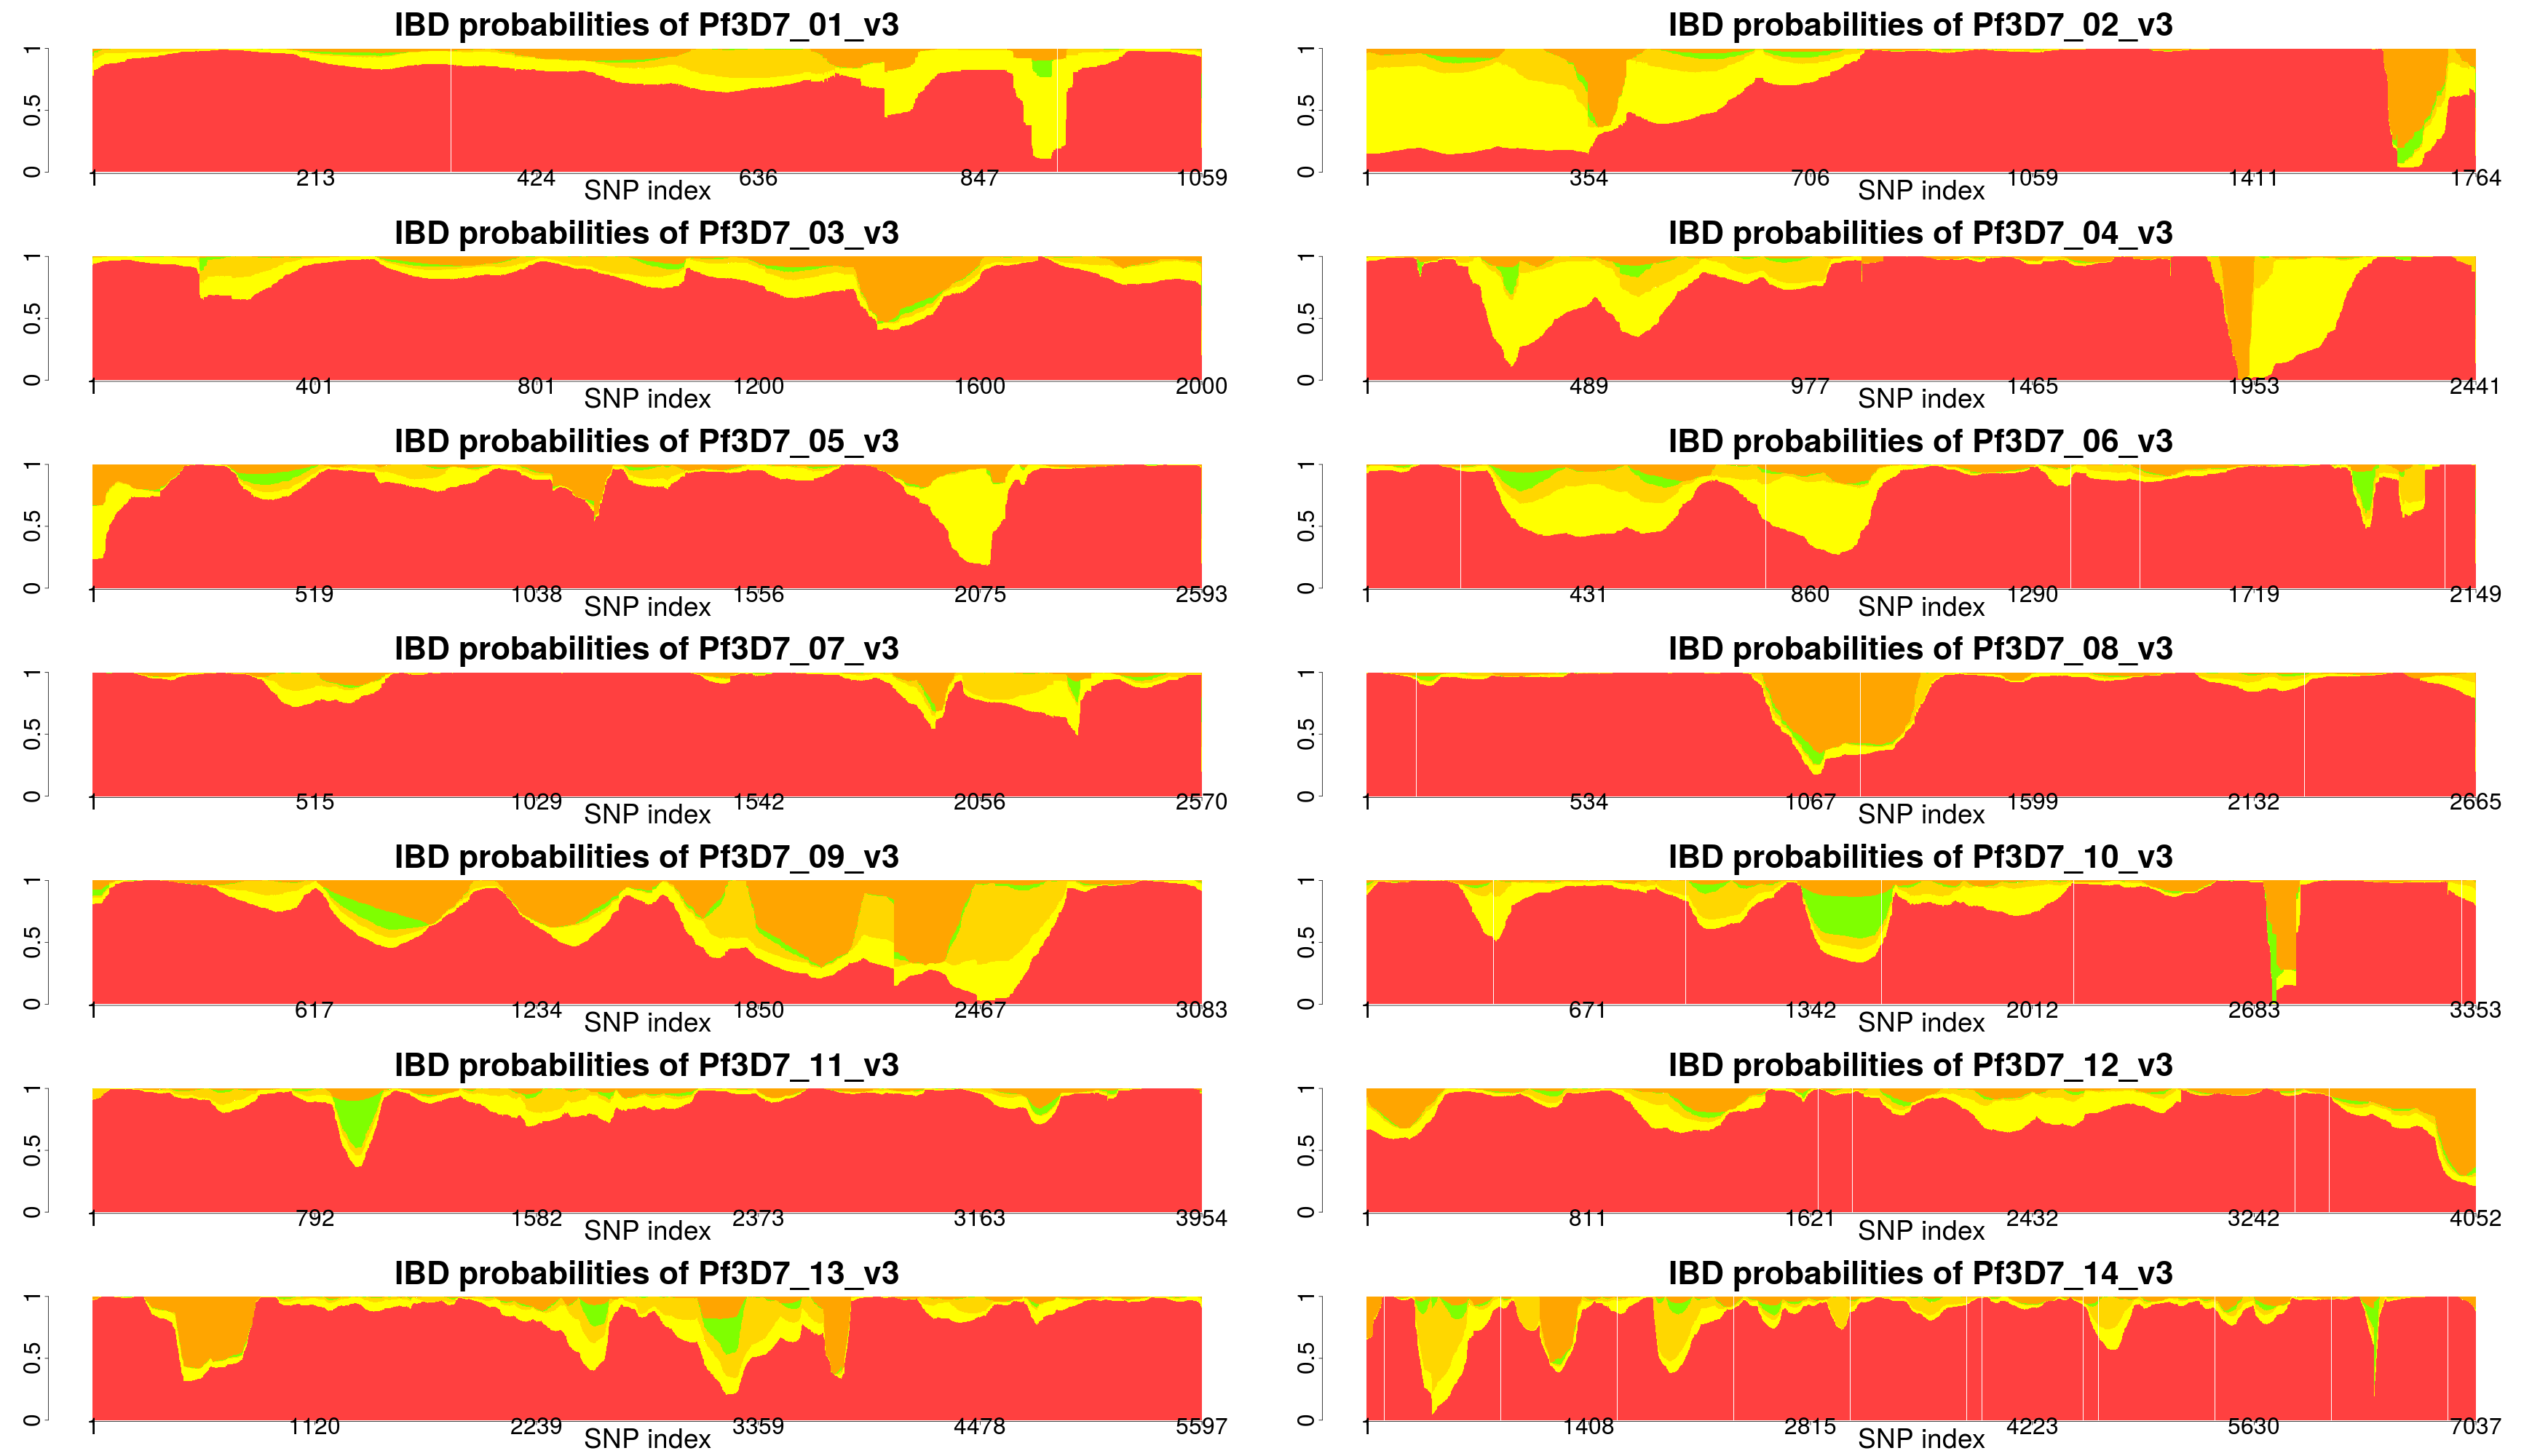 IBD probabilities of Pf3D7_01_v3
0 0.5 1
1 213 424 636 847 1059
SNP index
IBD probabilities of Pf3D7_02_v3
0 0.5 1
1 354 706 1059 1411 1764
SNP index
IBD probabilities of Pf3D7_03_v3
0 0.5 1
1 401 801 1200 1600 2000
SNP index
IBD probabilities of Pf3D7_04_v3
0 0.5 1
1 489 977 1465 1953 2441
SNP index
IBD probabilities of Pf3D7_05_v3
0 0.5 1
1 519 1038 1556 2075 2593
SNP index
IBD probabilities of Pf3D7_06_v3
0 0.5 1
1 431 860 1290 1719 2149
SNP index
IBD probabilities of Pf3D7_07_v3
0 0.5 1
1 515 1029 1542 2056 2570
SNP index
IBD probabilities of Pf3D7_08_v3
0 0.5 1
1 534 1067 1599 2132 2665
SNP index
IBD probabilities of Pf3D7_09_v3
0 0.5 1
1 617 1234 1850 2467 3083
SNP index
IBD probabilities of Pf3D7_10_v3
0 0.5 1
1 671 1342 2012 2683 3353
SNP index
IBD probabilities of Pf3D7_11_v3
0 0.5 1
1 792 1582 2373 3163 3954
SNP index
IBD probabilities of Pf3D7_12_v3
0 0.5 1
1 811 1621 2432 3242 4052
SNP index
IBD probabilities of Pf3D7_13_v3
0 0.5 1
1 1120 2239 3359 4478 5597
SNP index
IBD probabilities of Pf3D7_14_v3
0 0.5 1
1 1408 2815 4223 5630 7037
SNP index